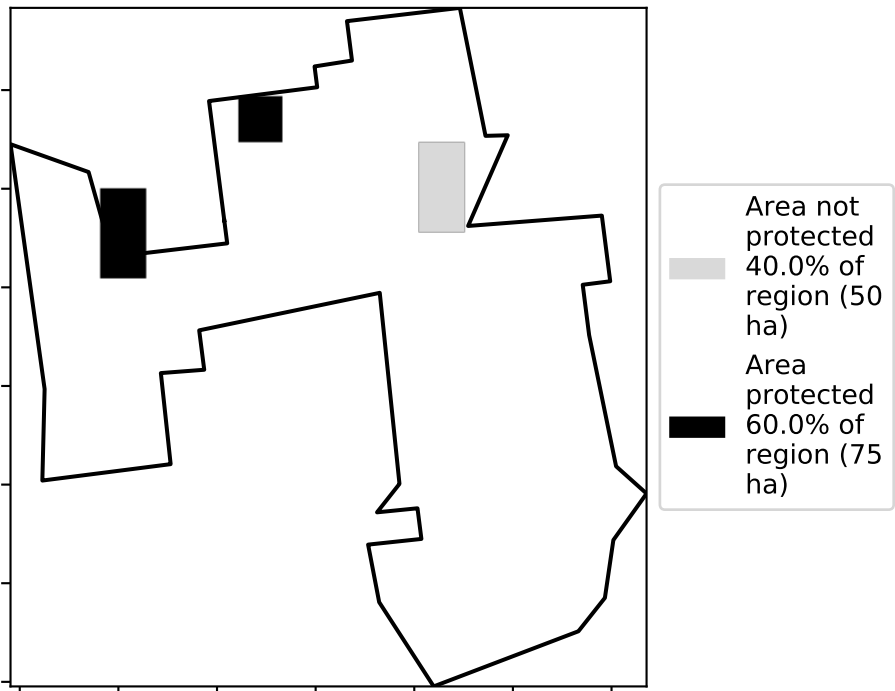 Area not
protected
40.0% of
region (50
ha)
Area
protected
60.0% of
region (75
ha)